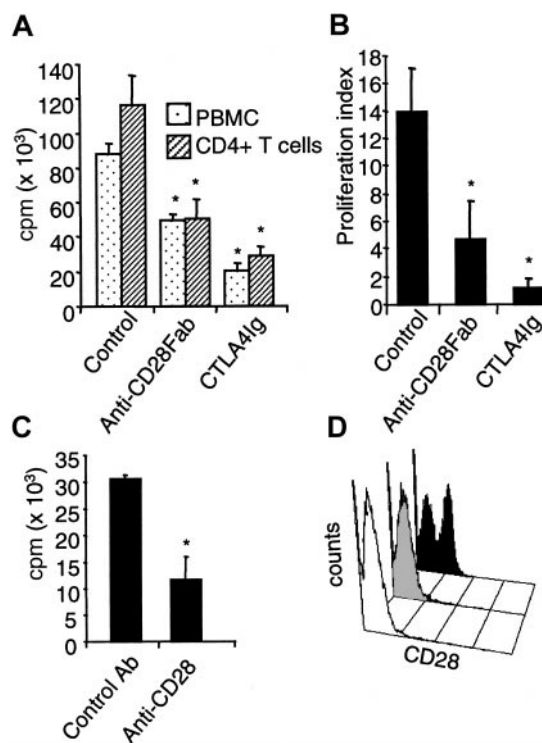 A
cpm (x 10³)
140
120
100
80
60
40
20
0
PBMC
CD4+ T cells
* *
* *
Control
Anti-CD28Fab
CTLA4Ig
B
Proliferation index
18
16
14
12
10
8
6
4
2
0
*
*
Control
Anti-CD28Fab
CTLA4Ig
C
cpm (x 10³)
35
30
25
20
15
10
5
0
*
Control Ab
Anti-CD28
D
counts
CD28